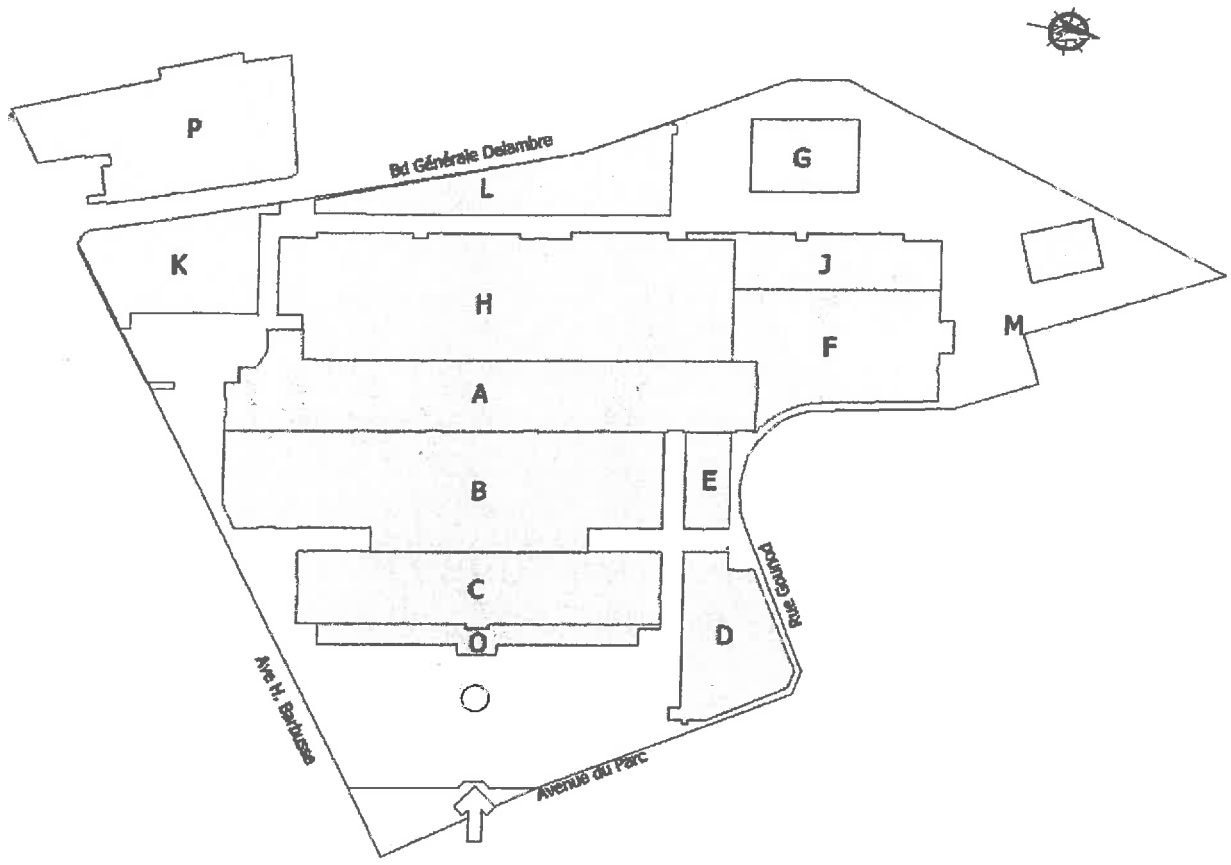 P
Bd Générale Delambre
G
L
K
J
H
F
M
A
E
B
Rue Gounod
C
D
O
Ave H. Barbusse
Avenue du Parc